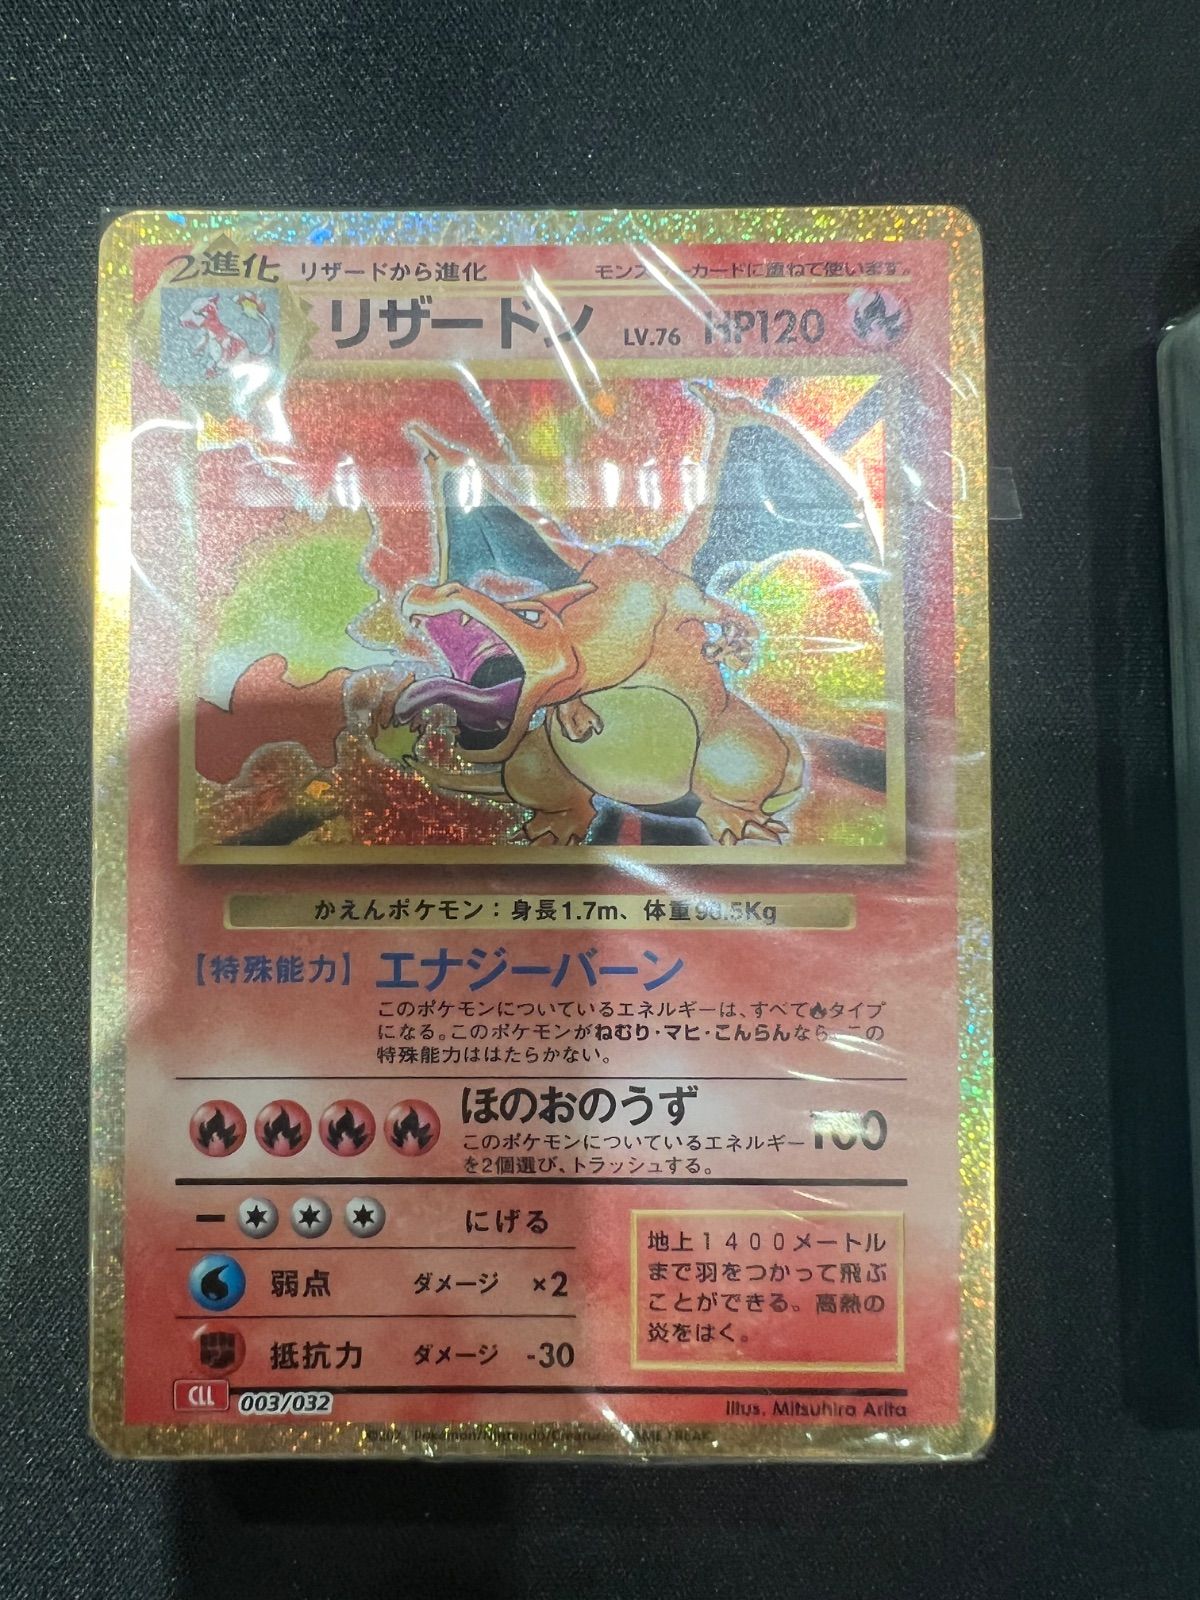 2進化 リザードから進化 モンスターカードに重ねて使います。
リザードン LV.76 HP120
かえんポケモン：身長1.7m、体重90.5Kg
【特殊能力】 エナジーバーン
このポケモンについているエネルギーは、すべて🔥タイプ
になる。このポケモンがねむり・マヒ・こんらんなら、この
特殊能力ははたらかない。
ほのおのうず 100
このポケモンについているエネルギー
を2個選び、トラッシュする。
にげる
弱点 ダメージ ×2
抵抗力 ダメージ -30
地上1400メートル
まで羽をつかって飛ぶ
ことができる。高熱の
炎をはく。
CLL 003/032
Illus. Mitsuhiro Arita
Pokémon/Nintendo/Creatures/GAME FREAK